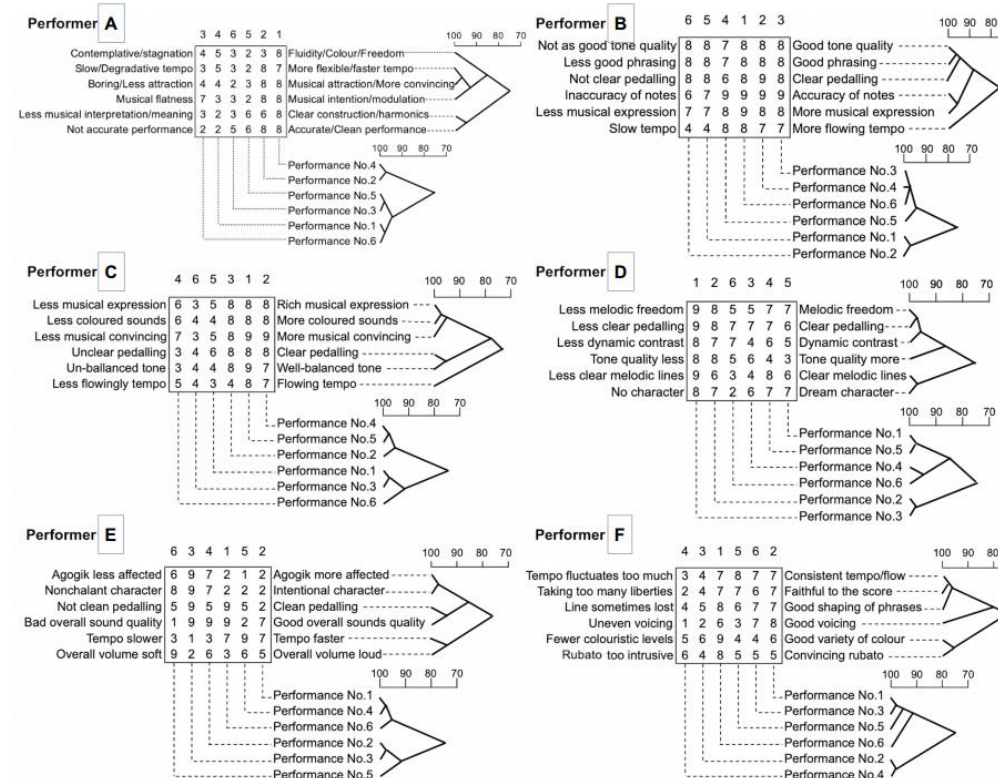 Performer A
3 4 6 5 2 1
100 90 80 70
Contemplative/stagnation 4 5 3 2 3 8 Fluidity/Colour/Freedom
Slow/Degradative tempo 3 5 3 2 8 7 More flexible/faster tempo
Boring/Less attraction 4 4 2 3 8 8 Musical attraction/More convincing
Musical flatness 7 3 3 2 8 8 Musical intention/modulation
Less musical interpretation/meaning 3 2 3 6 6 8 Clear construction/harmonics
Not accurate performance 2 2 5 6 8 8 Accurate/Clean performance
100 90 80 70
Performance No.4
Performance No.2
Performance No.5
Performance No.3
Performance No.1
Performance No.6
Performer B
6 5 4 1 2 3
100 90 80 70
Not as good tone quality 8 8 7 8 8 8 Good tone quality
Less good phrasing 8 8 7 8 8 8 Good phrasing
Not clear pedalling 8 8 6 8 9 8 Clear pedalling
Inaccuracy of notes 6 7 9 9 9 9 Accuracy of notes
Less musical expression 7 7 8 9 8 8 More musical expression
Slow tempo 4 4 8 8 7 7 More flowing tempo
100 90 80 70
Performance No.3
Performance No.4
Performance No.6
Performance No.5
Performance No.1
Performance No.2
Performer C
4 6 5 3 1 2
100 90 80 70
Less musical expression 6 3 5 8 8 8 Rich musical expression
Less coloured sounds 6 4 4 8 8 8 More coloured sounds
Less musical convincing 7 3 5 8 9 9 More musical convincing
Unclear pedalling 3 4 6 8 8 8 Clear pedalling
Un-ballanced tone 3 4 4 8 9 7 Well-balanced tone
Less flowingly tempo 5 4 3 4 8 7 Flowing tempo
100 90 80 70
Performance No.4
Performance No.5
Performance No.2
Performance No.1
Performance No.3
Performance No.6
Performer D
1 2 6 3 4 5
100 90 80 70
Less melodic freedom 9 8 5 5 7 7 Melodic freedom
Less clear pedalling 9 8 7 7 7 6 Clear pedalling
Less dynamic contrast 8 7 7 4 6 5 Dynamic contrast
Tone quality less 8 8 5 6 4 3 Tone quality more
Less clear melodic lines 9 6 3 4 8 6 Clear melodic lines
No character 8 7 2 6 7 7 Dream character
100 90 80 70
Performance No.1
Performance No.5
Performance No.4
Performance No.6
Performance No.2
Performance No.3
Performer E
6 3 4 1 5 2
100 90 80 70
Agogik less affected 6 9 7 2 1 2 Agogik more affected
Nonchalant character 8 9 7 2 2 2 Intentional character
Not clean pedalling 5 9 5 9 5 2 Clean pedalling
Bad overall sound quality 1 9 9 9 2 7 Good overall sounds quality
Tempo slower 3 1 3 7 9 7 Tempo faster
Overall volume soft 9 2 6 3 6 5 Overall volume loud
100 90 80 70
Performance No.1
Performance No.4
Performance No.6
Performance No.2
Performance No.3
Performance No.5
Performer F
4 3 1 5 6 2
100 90 80
Tempo fluctuates too much 3 4 7 8 7 7 Consistent tempo/flow
Taking too many liberties 2 4 7 7 6 7 Faithful to the score
Line sometimes lost 4 5 8 6 7 7 Good shaping of phrases
Uneven voicing 1 2 6 3 7 8 Good voicing
Fewer colouristic levels 5 6 9 4 4 6 Good variety of colour
Rubato too intrusive 6 4 8 5 5 5 Convincing rubato
100 90 80 70
Performance No.1
Performance No.3
Performance No.5
Performance No.6
Performance No.2
Performance No.4